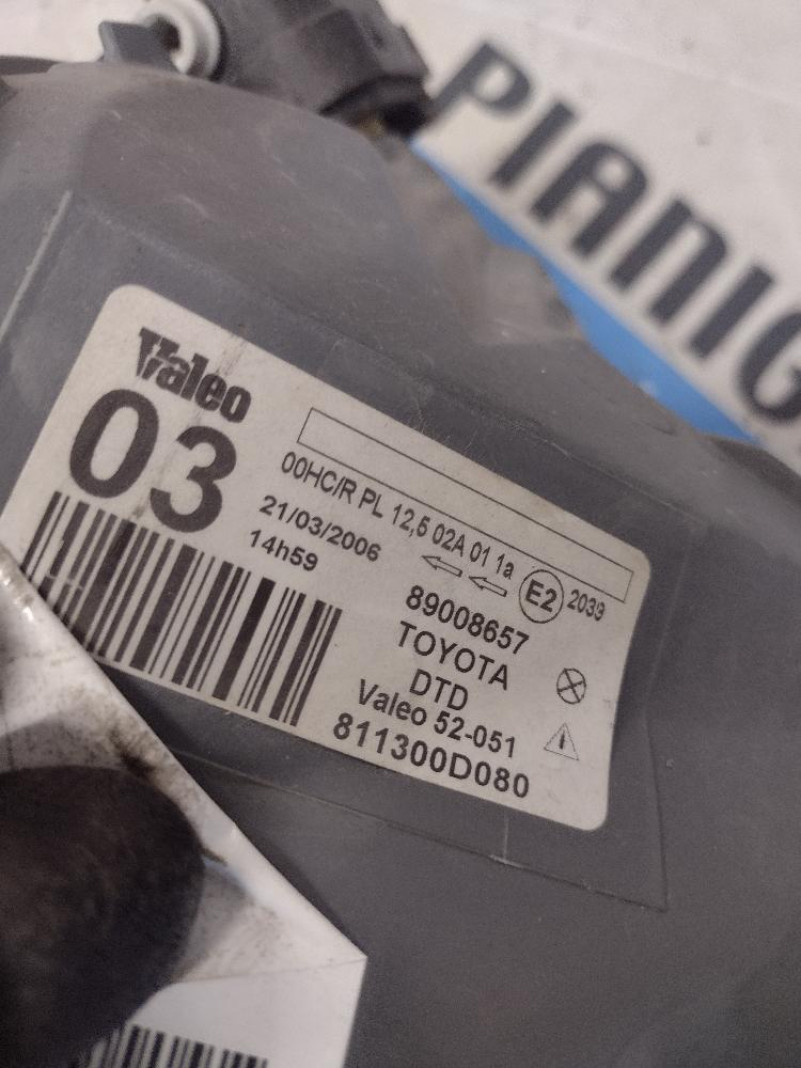 PIANIG
Valeo
03
00HC/R PL 12,5 02A 01 1a
21/03/2006
14h59
E2 2039
89008657
TOYOTA
DTD
Valeo 52-051
811300D080